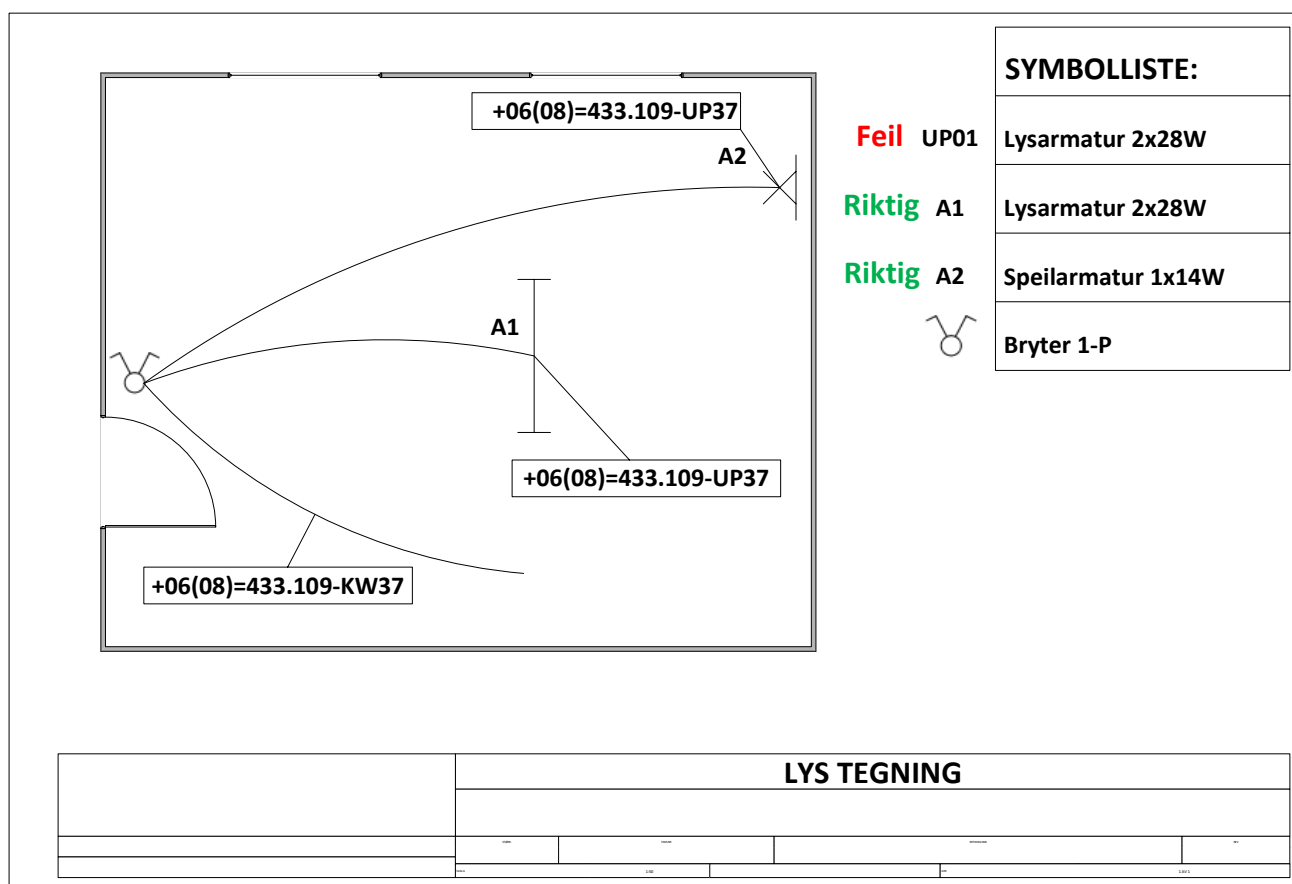 SYMBOLLISTE:
Feil UP01 Lysarmatur 2x28W
Riktig A1 Lysarmatur 2x28W
Riktig A2 Speilarmatur 1x14W
Bryter 1-P
+06(08)=433.109-UP37
A2
A1
+06(08)=433.109-UP37
+06(08)=433.109-KW37
LYS TEGNING